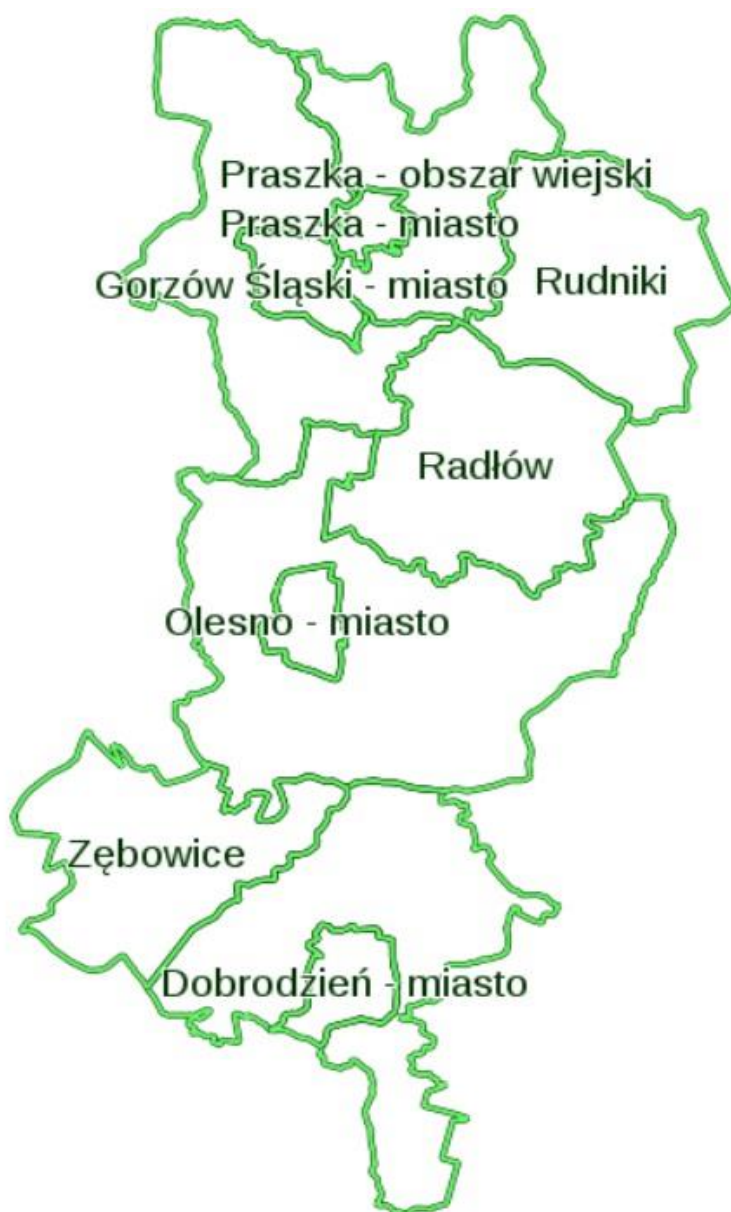 Praszka - obszar wiejski
Praszka - miasto
Gorzów Śląski - miasto
Rudniki
Radłów
Olesno - miasto
Zębowice
Dobrodzień - miasto